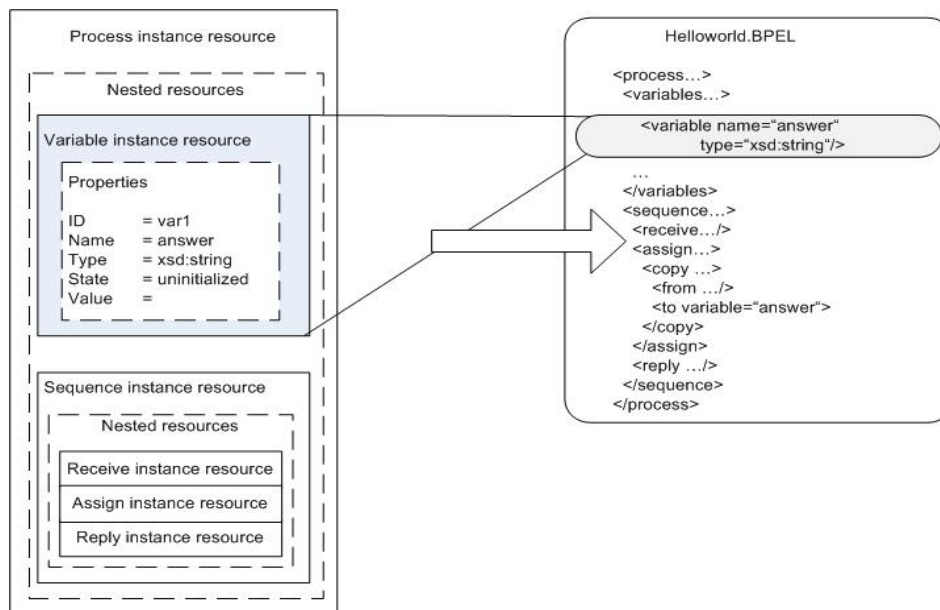 Process instance resource
Nested resources
Variable instance resource
Properties
ID = var1
Name = answer
Type = xsd:string
State = uninitialized
Value =
Sequence instance resource
Nested resources
Receive instance resource
Assign instance resource
Reply instance resource
Helloworld.BPEL
<process…>
<variables…>
<variable name=“answer“
type=“xsd:string“/>
…
</variables>
<sequence…>
<receive…/>
<assign…>
<copy …>
<from …/>
<to variable=“answer“>
</copy>
</assign>
<reply …/>
</sequence>
</process>